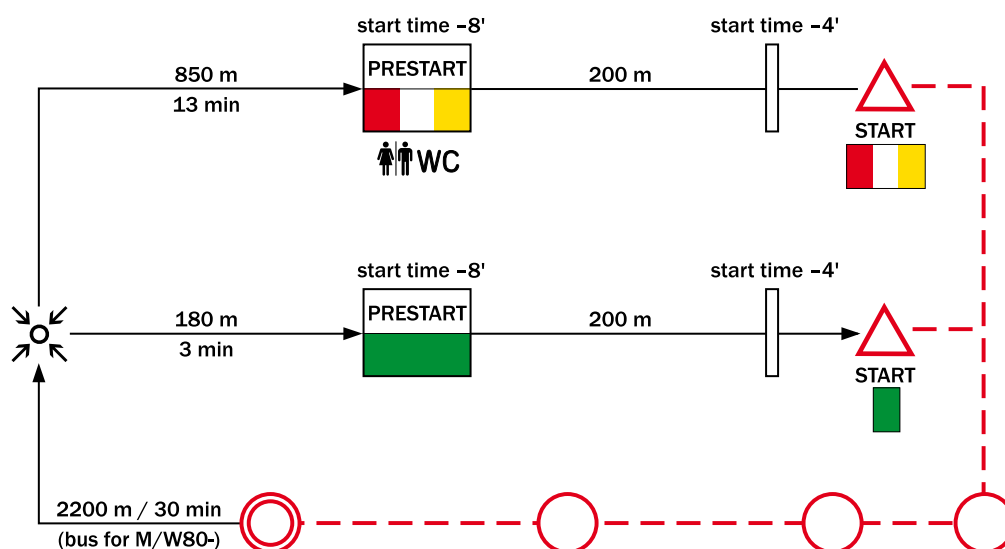 start time –8'
start time –4'
850 m
PRESTART
200 m
13 min
START
WC
start time –8'
start time –4'
180 m
PRESTART
200 m
3 min
START
2200 m / 30 min
(bus for M/W80-)